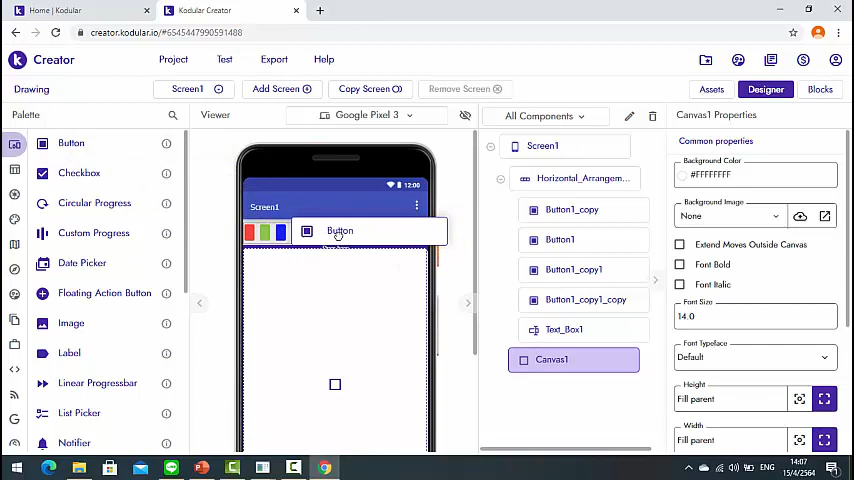 Home | Kodular
Kodular Creator
creator.kodular.io/#6545447990591488
Creator
Project
Test
Export
Help
Drawing
Screen1
Add Screen
Copy Screen
Remove Screen
Assets
Designer
Blocks
Palette
Viewer
Google Pixel 3
All Components
Canvas1 Properties
Button
Checkbox
Circular Progress
Custom Progress
Date Picker
Floating Action Button
Image
Label
Linear Progressbar
List Picker
Notifier
12:00
Screen1
Button
Screen1
Horizontal_Arrangem...
Button1_copy
Button1
Button1_copy1
Button1_copy1_copy
Text_Box1
Canvas1
Common properties
Background Color
#FFFFFFFF
Background Image
None
Extend Moves Outside Canvas
Font Bold
Font Italic
Font Size
14.0
Font Typeface
Default
Height
Fill parent
Width
Fill parent
ENG
14:07
15/4/2564